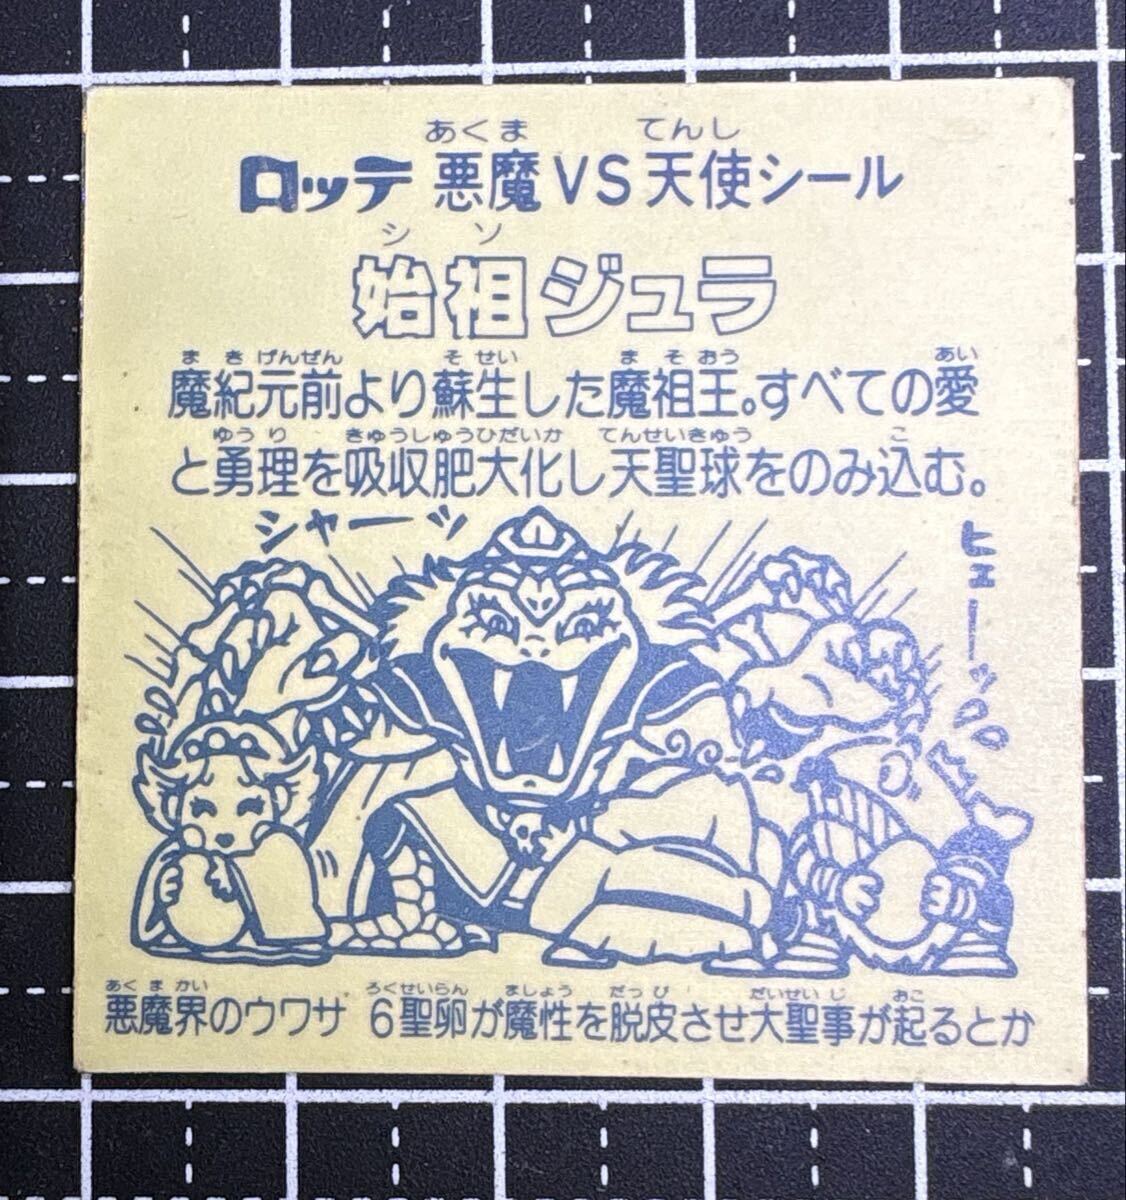 あくま てんし
ロッテ 悪魔VS天使シール
シソ
始祖ジュラ
まきげんぜん そせい まそおう あい
魔紀元前より蘇生した魔祖王。すべての愛
ゆうり きゅうしゅうひだいか てんせいきゅう こ
と勇理を吸収肥大化し天聖球をのみ込む。
シャーッ
ヒェーッ
あくまかい ろくせいらん ましょう だっぴ だいせいじ おこ
悪魔界のウワサ 6聖卵が魔性を脱皮させ大聖事が起るとか